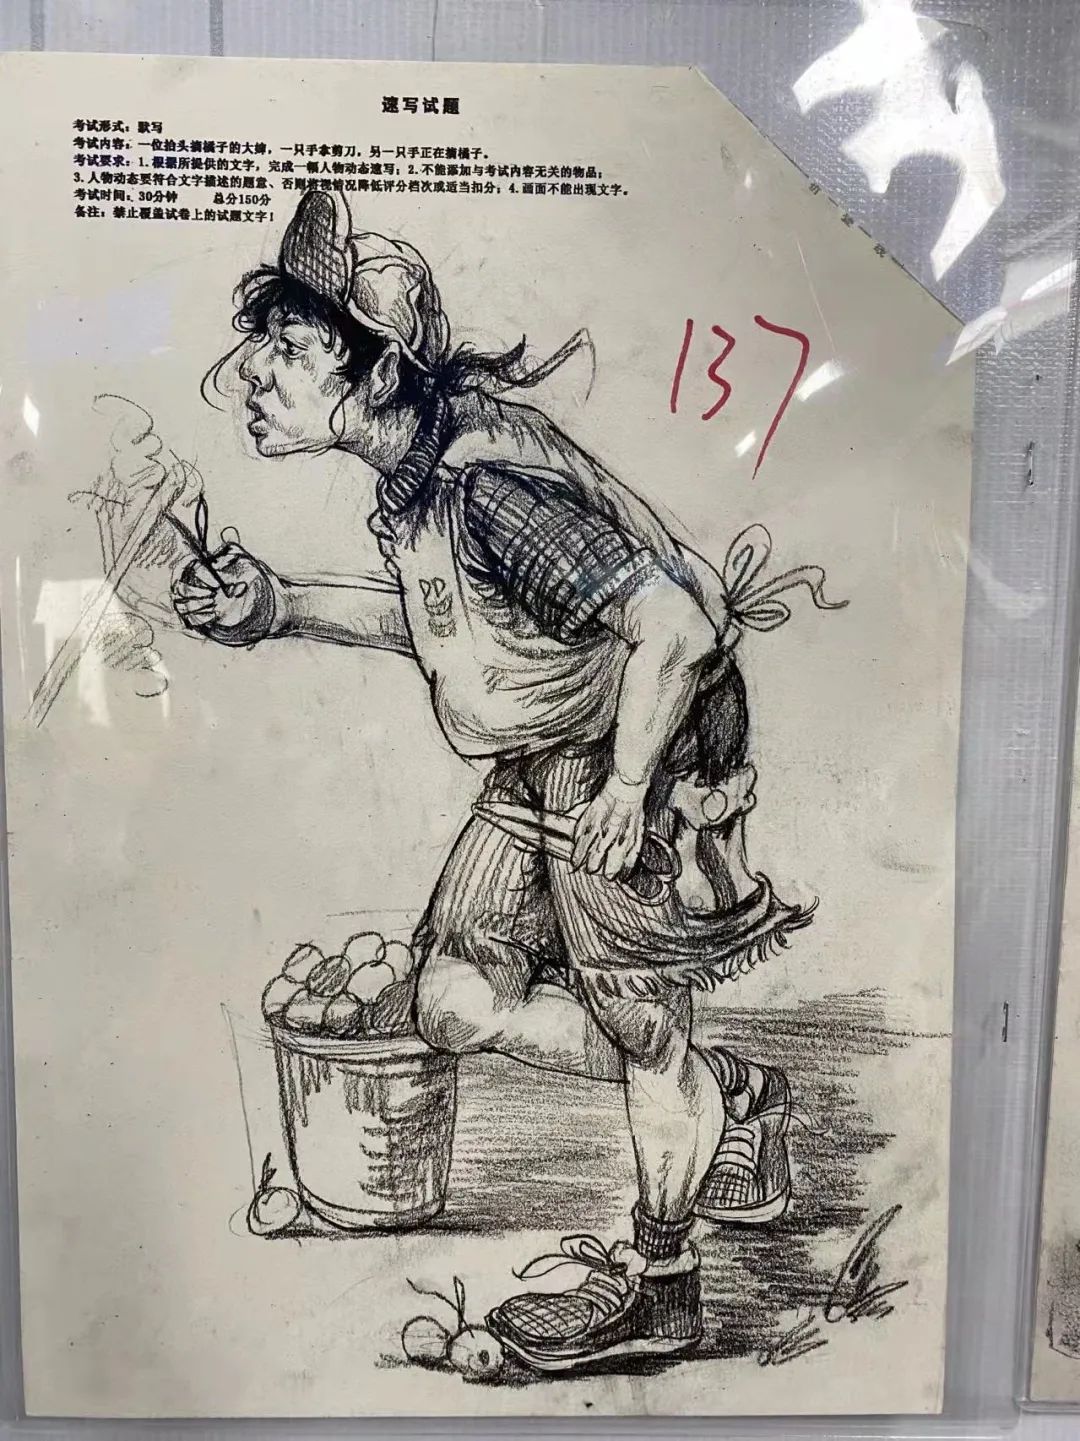 速写试题
考试形式：默写
考试内容：一位抬头摘橘子的大婶，一只手拿剪刀，另一只手正在摘橘子。
考试要求：1.根据所提供的文字，完成一幅人物动态速写；2.不能添加与考试内容无关的物品；
3.人物动态要符合文字描述的题意、否则将视情况降低评分档次或适当扣分；4.画面不能出现文字。
考试时间：30分钟 总分150分
备注：禁止覆盖试卷上的试题文字！
137